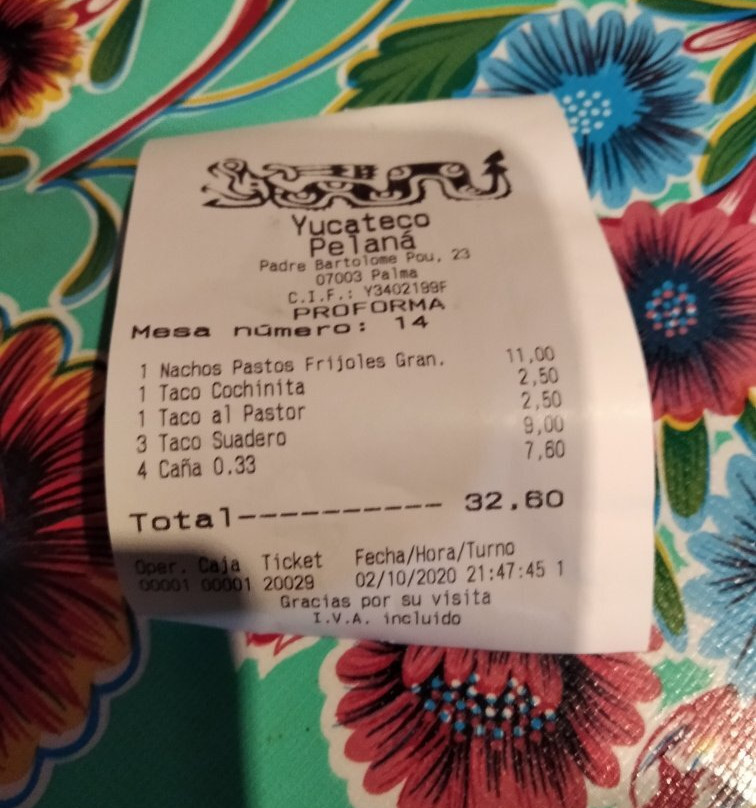 Yucateco
Pelaná
Padre Bartolome Pou, 23
07003 Palma
C.I.F.: Y3402199F
PROFORMA
Mesa número: 14
1 Nachos Pastos Frijoles Gran. 11,00
1 Taco Cochinita 2,50
1 Taco al Pastor 2,50
3 Taco Suadero 9,00
4 Caña 0.33 7,60
Total---------- 32,60
Oper. Caja Ticket Fecha/Hora/Turno
00001 00001 20029 02/10/2020 21:47:45 1
Gracias por su visita
I.V.A. incluido